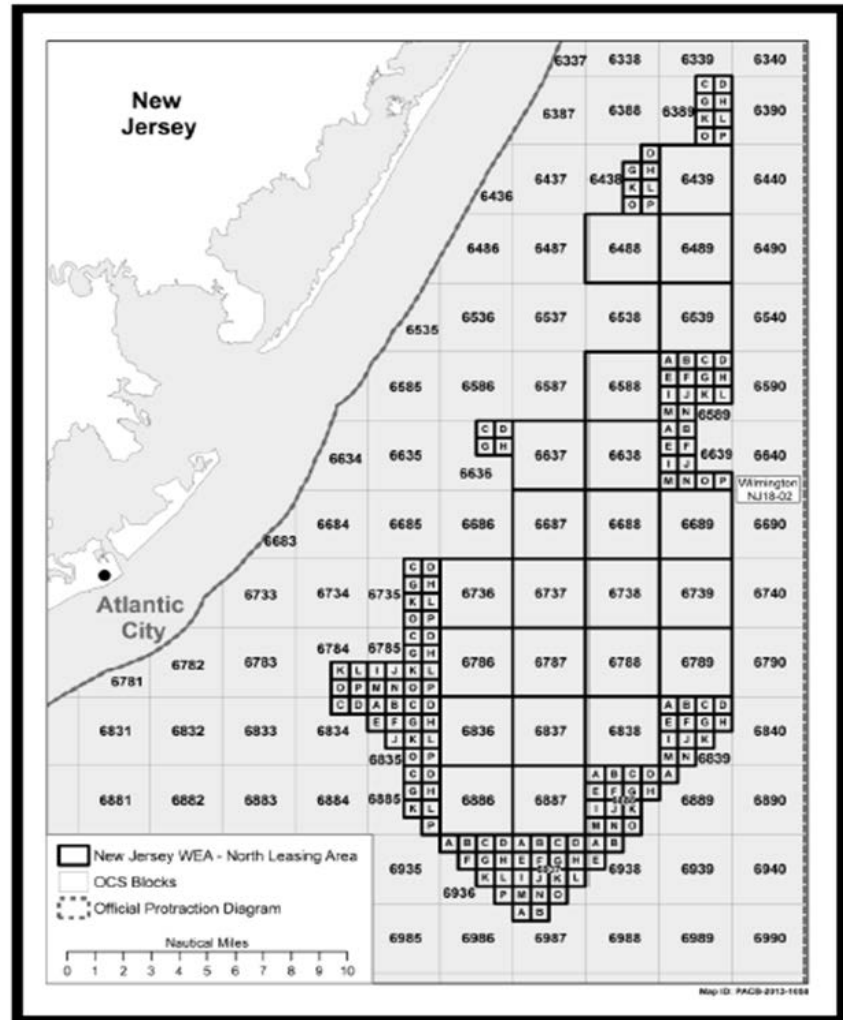 New
Jersey
6337 6338 6339 6340
6387 6388 6389 6390
C D
G H
K L
O P
6436 6437 6438 6439 6440
D
G H
K L
O P
6486 6487 6488 6489 6490
6535 6536 6537 6538 6539 6540
6585 6586 6587 6588 6589 6590
A B C D
E F G H
I J K L
M N
6634 6635 6636 6637 6638 6639 6640
C D
G H
A B
E F
I J
M N O P
Wilmington
NJ18-02
6683 6684 6685 6686 6687 6688 6689 6690
Atlantic
City
6733 6734 6735 6736 6737 6738 6739 6740
C D
G H
K L
O P
6781 6782 6783 6784 6785 6786 6787 6788 6789 6790
C D
G H
K L I J K L
O P M N O P
6831 6832 6833 6834 6835 6836 6837 6838 6839 6840
C D A B C D
E F G H
J K L
O P
A B C D
E F G H
I J K
M N
6881 6882 6883 6884 6885 6886 6887 6889 6890
C D
G H
K L
P
A B C D A
E F G H
I J K
M N O
6935 6936 6937 6938 6939 6940
A B C D A B C D A B
F G H E F G H E
K L I J K L
P M N O
6985 6986 6987 6988 6989 6990
A B
New Jersey WEA - North Leasing Area
OCS Blocks
Official Protraction Diagram
Nautical Miles
0 1 2 3 4 5 6 7 8 9 10